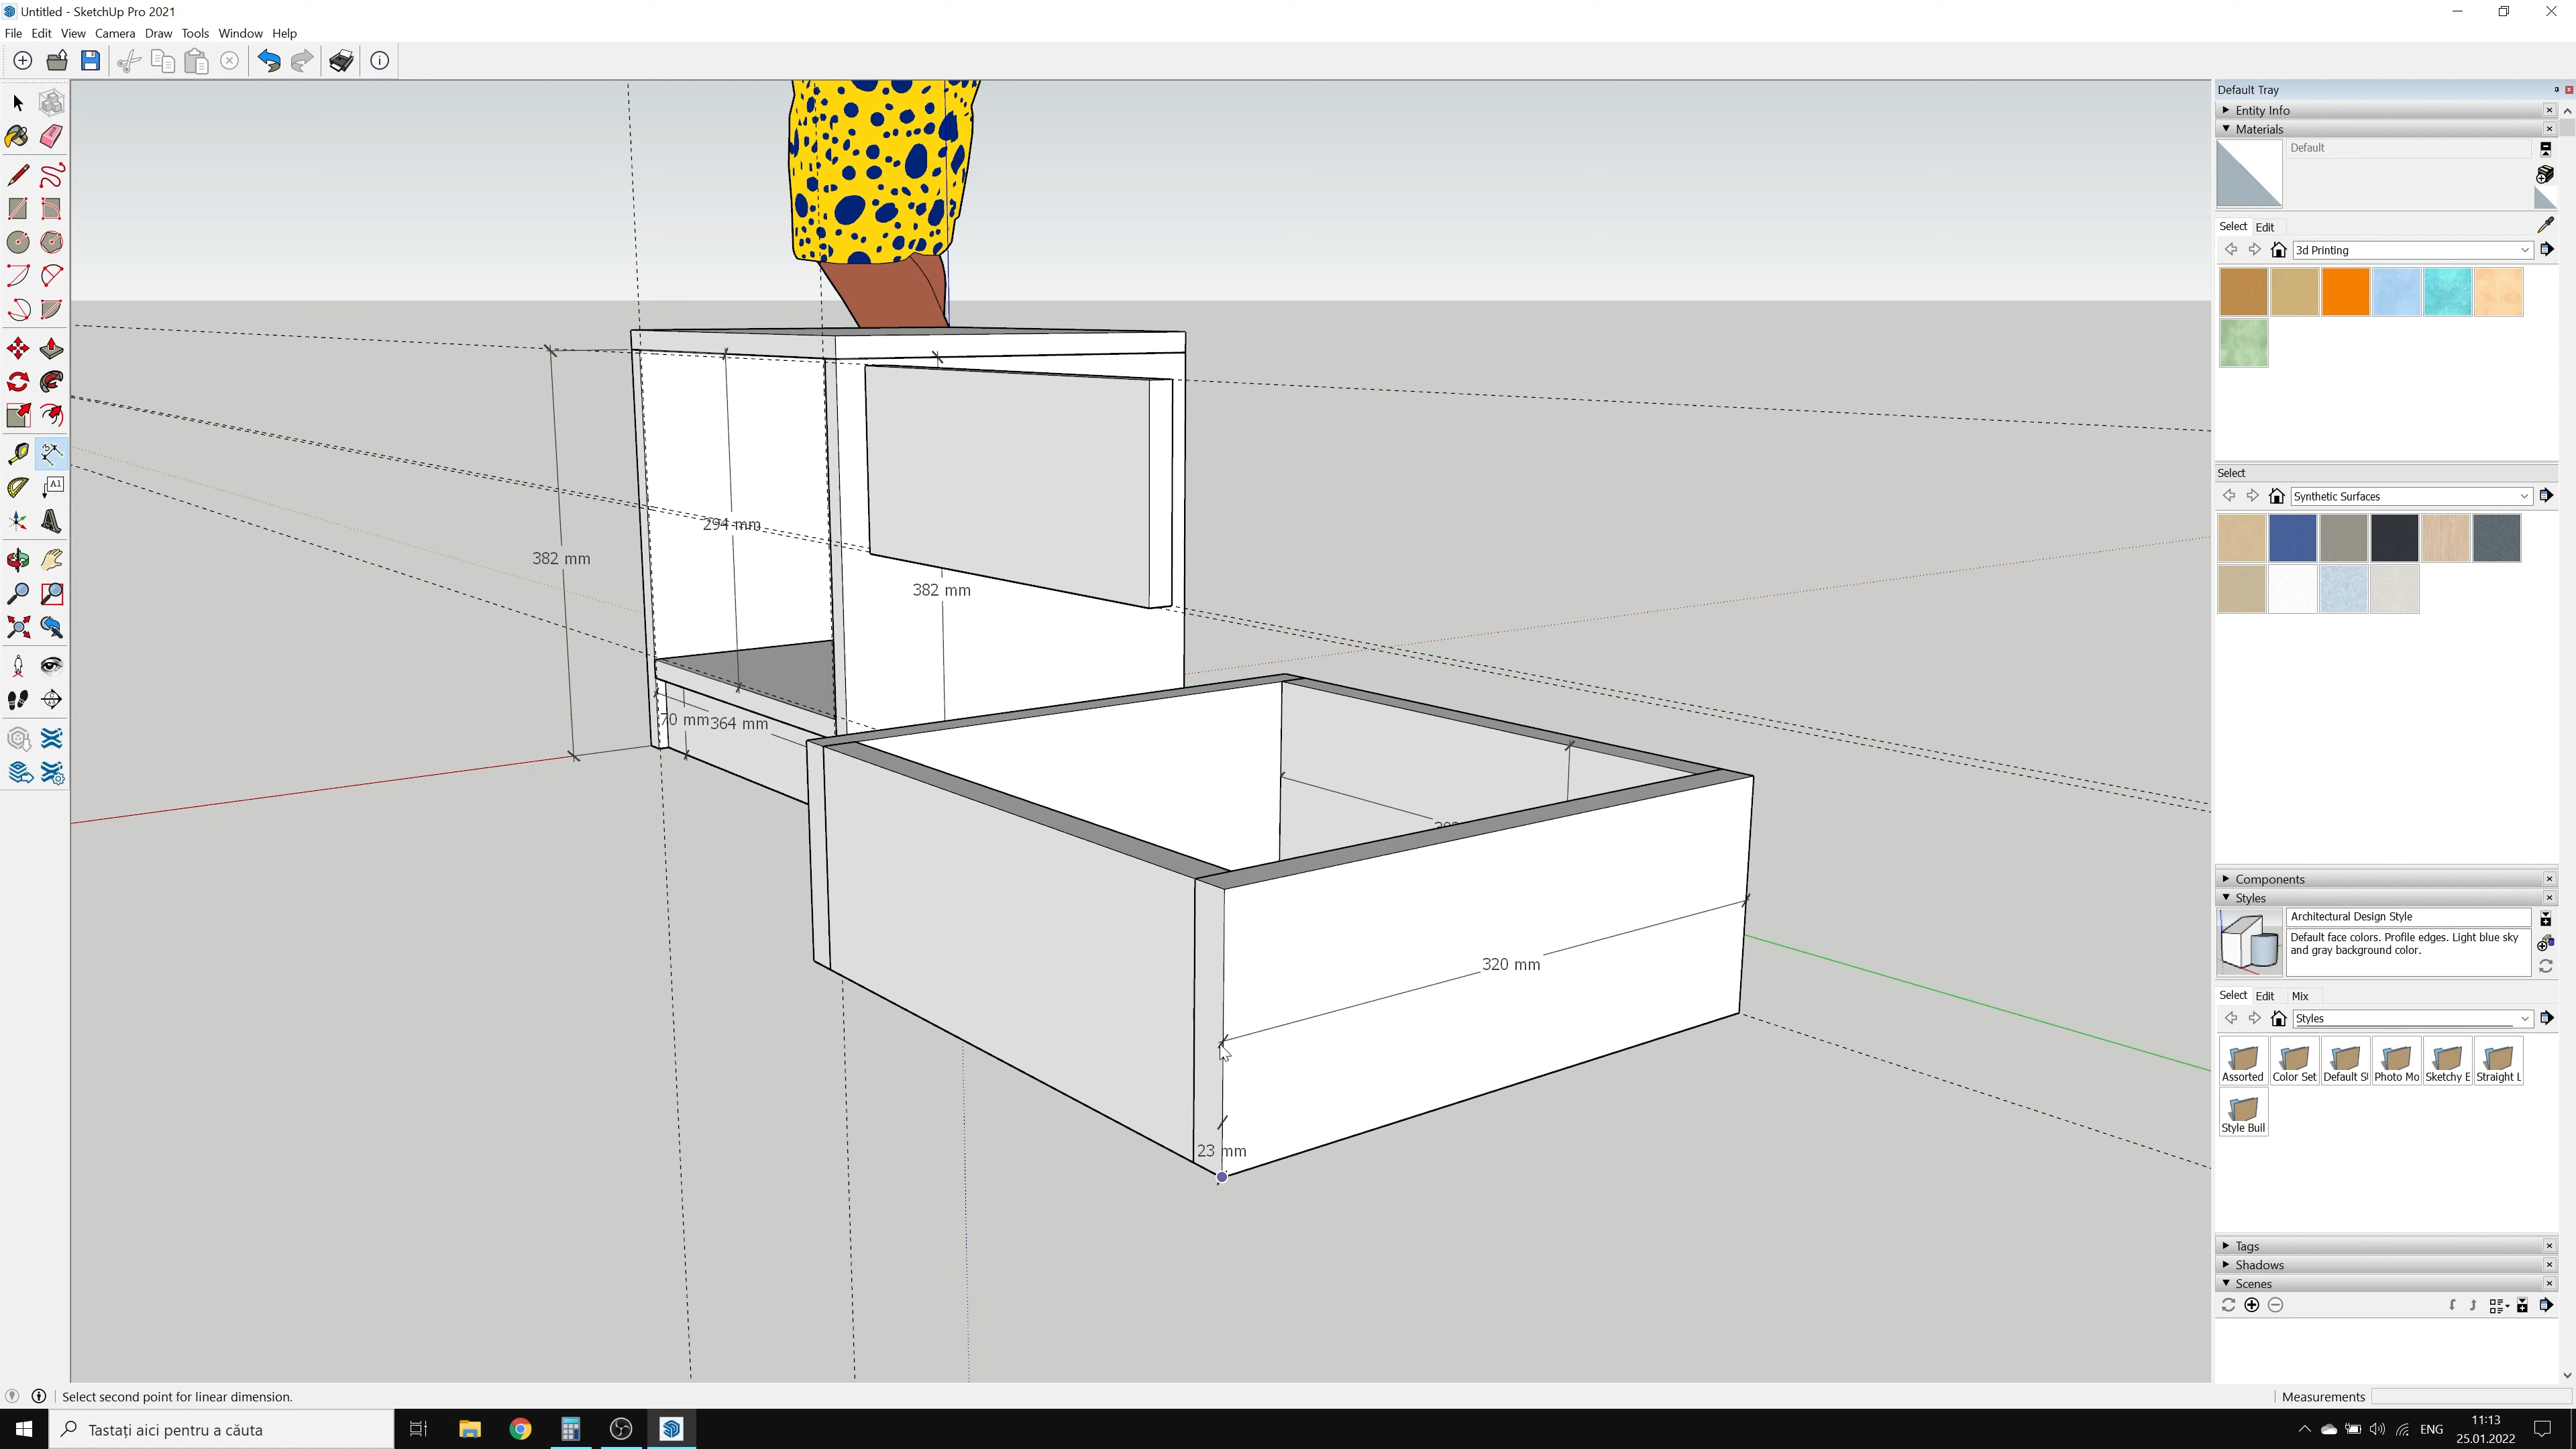 Untitled - SketchUp Pro 2021
File Edit View Camera Draw Tools Window Help
Default Tray
Entity Info
Materials
Default
Select Edit
3d Printing
Select
Synthetic Surfaces
Components
Styles
Architectural Design Style
Default face colors. Profile edges. Light blue sky
and gray background color.
Select Edit Mix
Styles
Assorted Color Set Default St Photo Mo Sketchy E Straight L
Style Buil
Tags
Shadows
Scenes
A1
294 mm
382 mm
382 mm
70 mm 364 mm
320 mm
23 mm
Select second point for linear dimension.
Measurements
Tastați aici pentru a căuta
ENG
11:13
25.01.2022